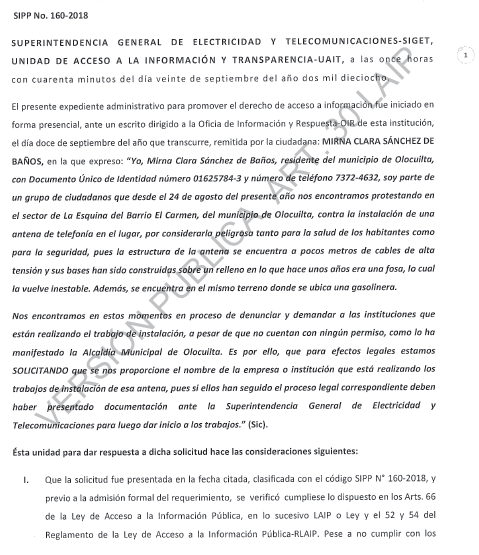 SIPP No. 160-2018
SUPERINTENDENCIA GENERAL DE ELECTRICIDAD Y TELECOMUNICACIONES-SIGET,
UNIDAD DE ACCESO A LA INFORMACIÓN Y TRANSPARENCIA-UAIT, a las once horas
con cuarenta minutos del día veinte de septiembre del año dos mil dieciocho.
1
El presente expediente administrativo para promover el derecho de acceso a información fue iniciado en
forma presencial, ante un escrito dirigido a la Oficina de Información y Respuesta-OIR de esta institución,
el día doce de septiembre del año que transcurre, remitida por la ciudadana: MIRNA CLARA SÁNCHEZ DE
BAÑOS, en la que expreso: "Yo, Mirna Clara Sánchez de Baños, residente del municipio de Olocuilta,
con Documento Único de Identidad número 01625784-3 y número de teléfono 7372-4632, soy parte de
un grupo de ciudadanos que desde el 24 de agosto del presente año nos encontramos protestando en
el sector de La Esquina del Barrio El Carmen, del municipio de Olocuilta, contra la instalación de una
antena de telefonía en el lugar, por considerarla peligrosa tanto para la salud de los habitantes como
para la seguridad, pues la estructura de la antena se encuentra a pocos metros de cables de alta
tensión y sus bases han sido construidas sobre un relleno en lo que hace unos años era una fosa, lo cual
la vuelve inestable. Además, se encuentra en el mismo terreno donde se ubica una gasolinera.
Nos encontramos en estos momentos en proceso de denunciar y demandar a las instituciones que
están realizando el trabajo de instalación, a pesar de que no cuentan con ningún permiso, como lo ha
manifestado la Alcaldía Municipal de Olocuilta. Es por ello, que para efectos legales estamos
SOLICITANDO que se nos proporcione el nombre de la empresa o institución que está realizando los
trabajos de instalación de esa antena, pues si ellos han seguido el proceso legal correspondiente deben
haber presentado documentación ante la Superintendencia General de Electricidad y
Telecomunicaciones para luego dar inicio a los trabajos." (Sic).
Ésta unidad para dar respuesta a dicha solicitud hace las consideraciones siguientes:
I. Que la solicitud fue presentada en la fecha citada, clasificada con el código SIPP N° 160-2018, y
previo a la admisión formal del requerimiento, se verificó cumpliese lo dispuesto en los Arts. 66
de la Ley de Acceso a la Información Pública, en lo sucesivo LAIP o Ley y el 52 y 54 del
Reglamento de la Ley de Acceso a la Información Pública-RLAIP. Pese a no cumplir con los
VERSIÓN PÚBLICA, ART. 30 LAIP